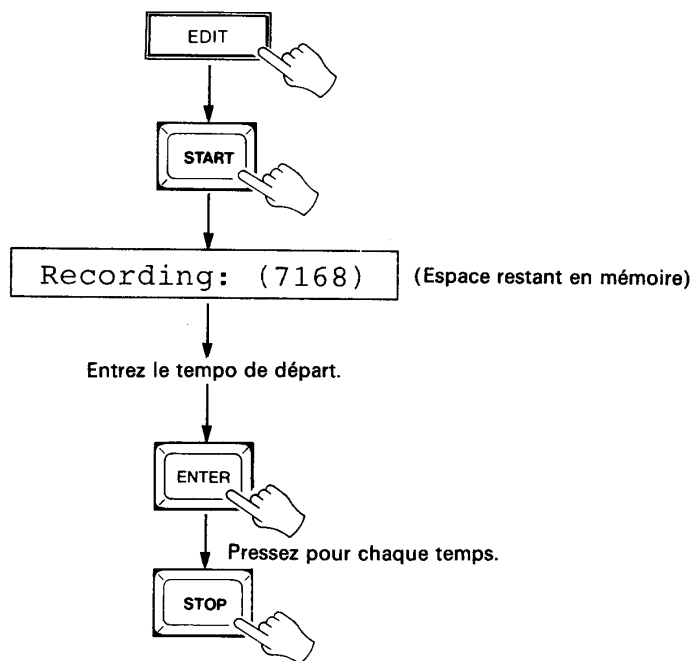 EDIT
START
Recording: (7168) (Espace restant en mémoire)
Entrez le tempo de départ.
ENTER
Pressez pour chaque temps.
STOP